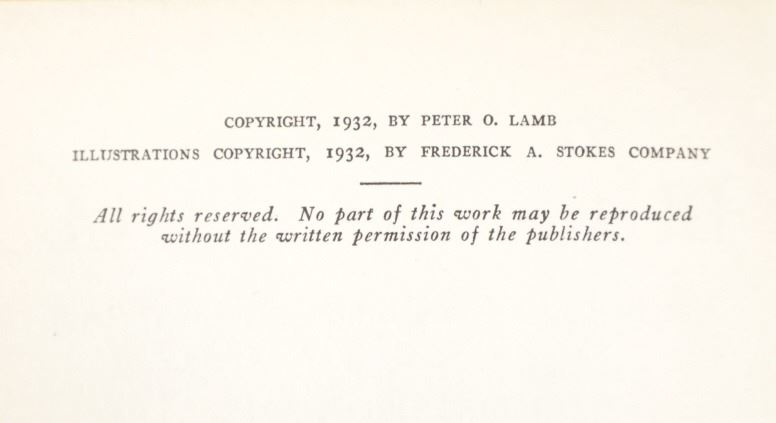 COPYRIGHT, 1932, BY PETER O. LAMB
ILLUSTRATIONS COPYRIGHT, 1932, BY FREDERICK A. STOKES COMPANY
All rights reserved. No part of this work may be reproduced
without the written permission of the publishers.